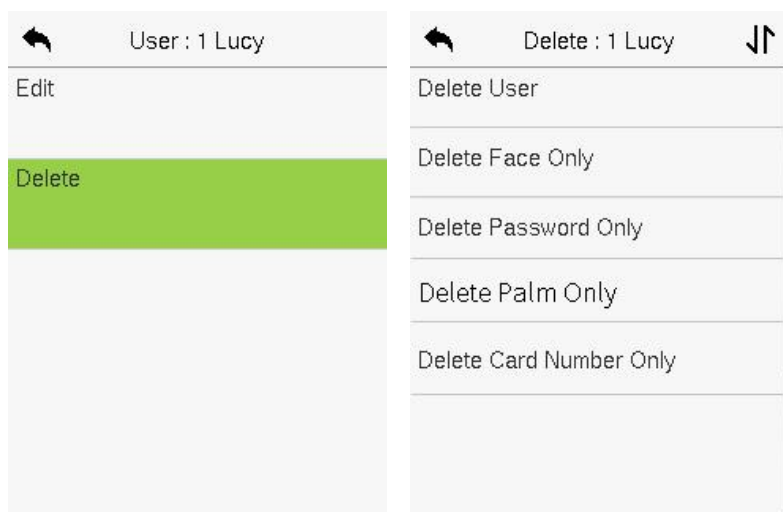 User : 1 Lucy
Edit
Delete
Delete : 1 Lucy
Delete User
Delete Face Only
Delete Password Only
Delete Palm Only
Delete Card Number Only